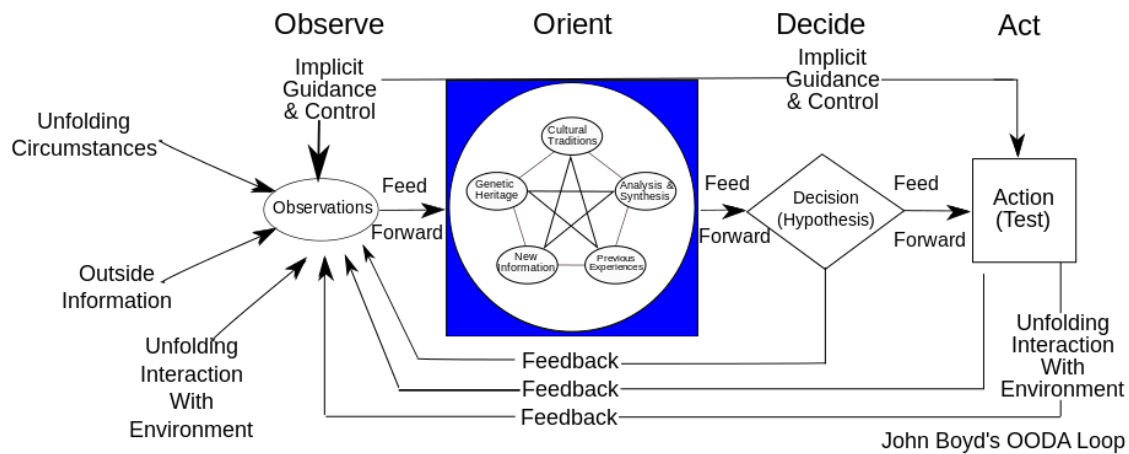 Observe
Orient
Decide
Act
Implicit
Guidance
& Control
Implicit
Guidance
& Control
Unfolding
Circumstances
Observations
Feed
Forward
Cultural
Traditions
Genetic
Heritage
Analysis &
Synthesis
New
Information
Previous
Experiences
Feed
Forward
Decision
(Hypothesis)
Feed
Forward
Action
(Test)
Outside
Information
Unfolding
Interaction
With
Environment
Feedback
Feedback
Feedback
Unfolding
Interaction
With
Environment
John Boyd's OODA Loop